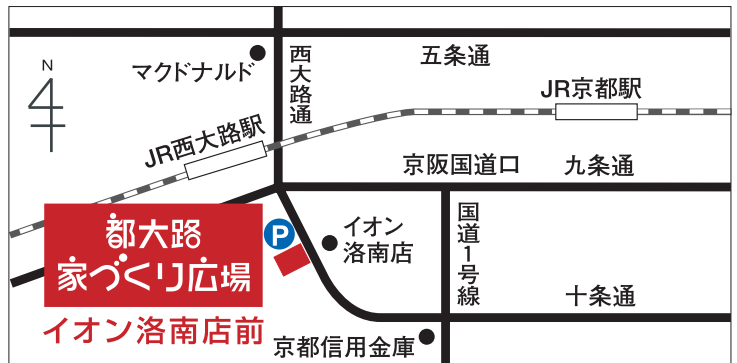 N
マクドナルド
西大路通
五条通
JR京都駅
JR西大路駅
京阪国道口
九条通
都大路
家づくり広場
P
イオン
洛南店
国道1号線
十条通
イオン洛南店前
京都信用金庫